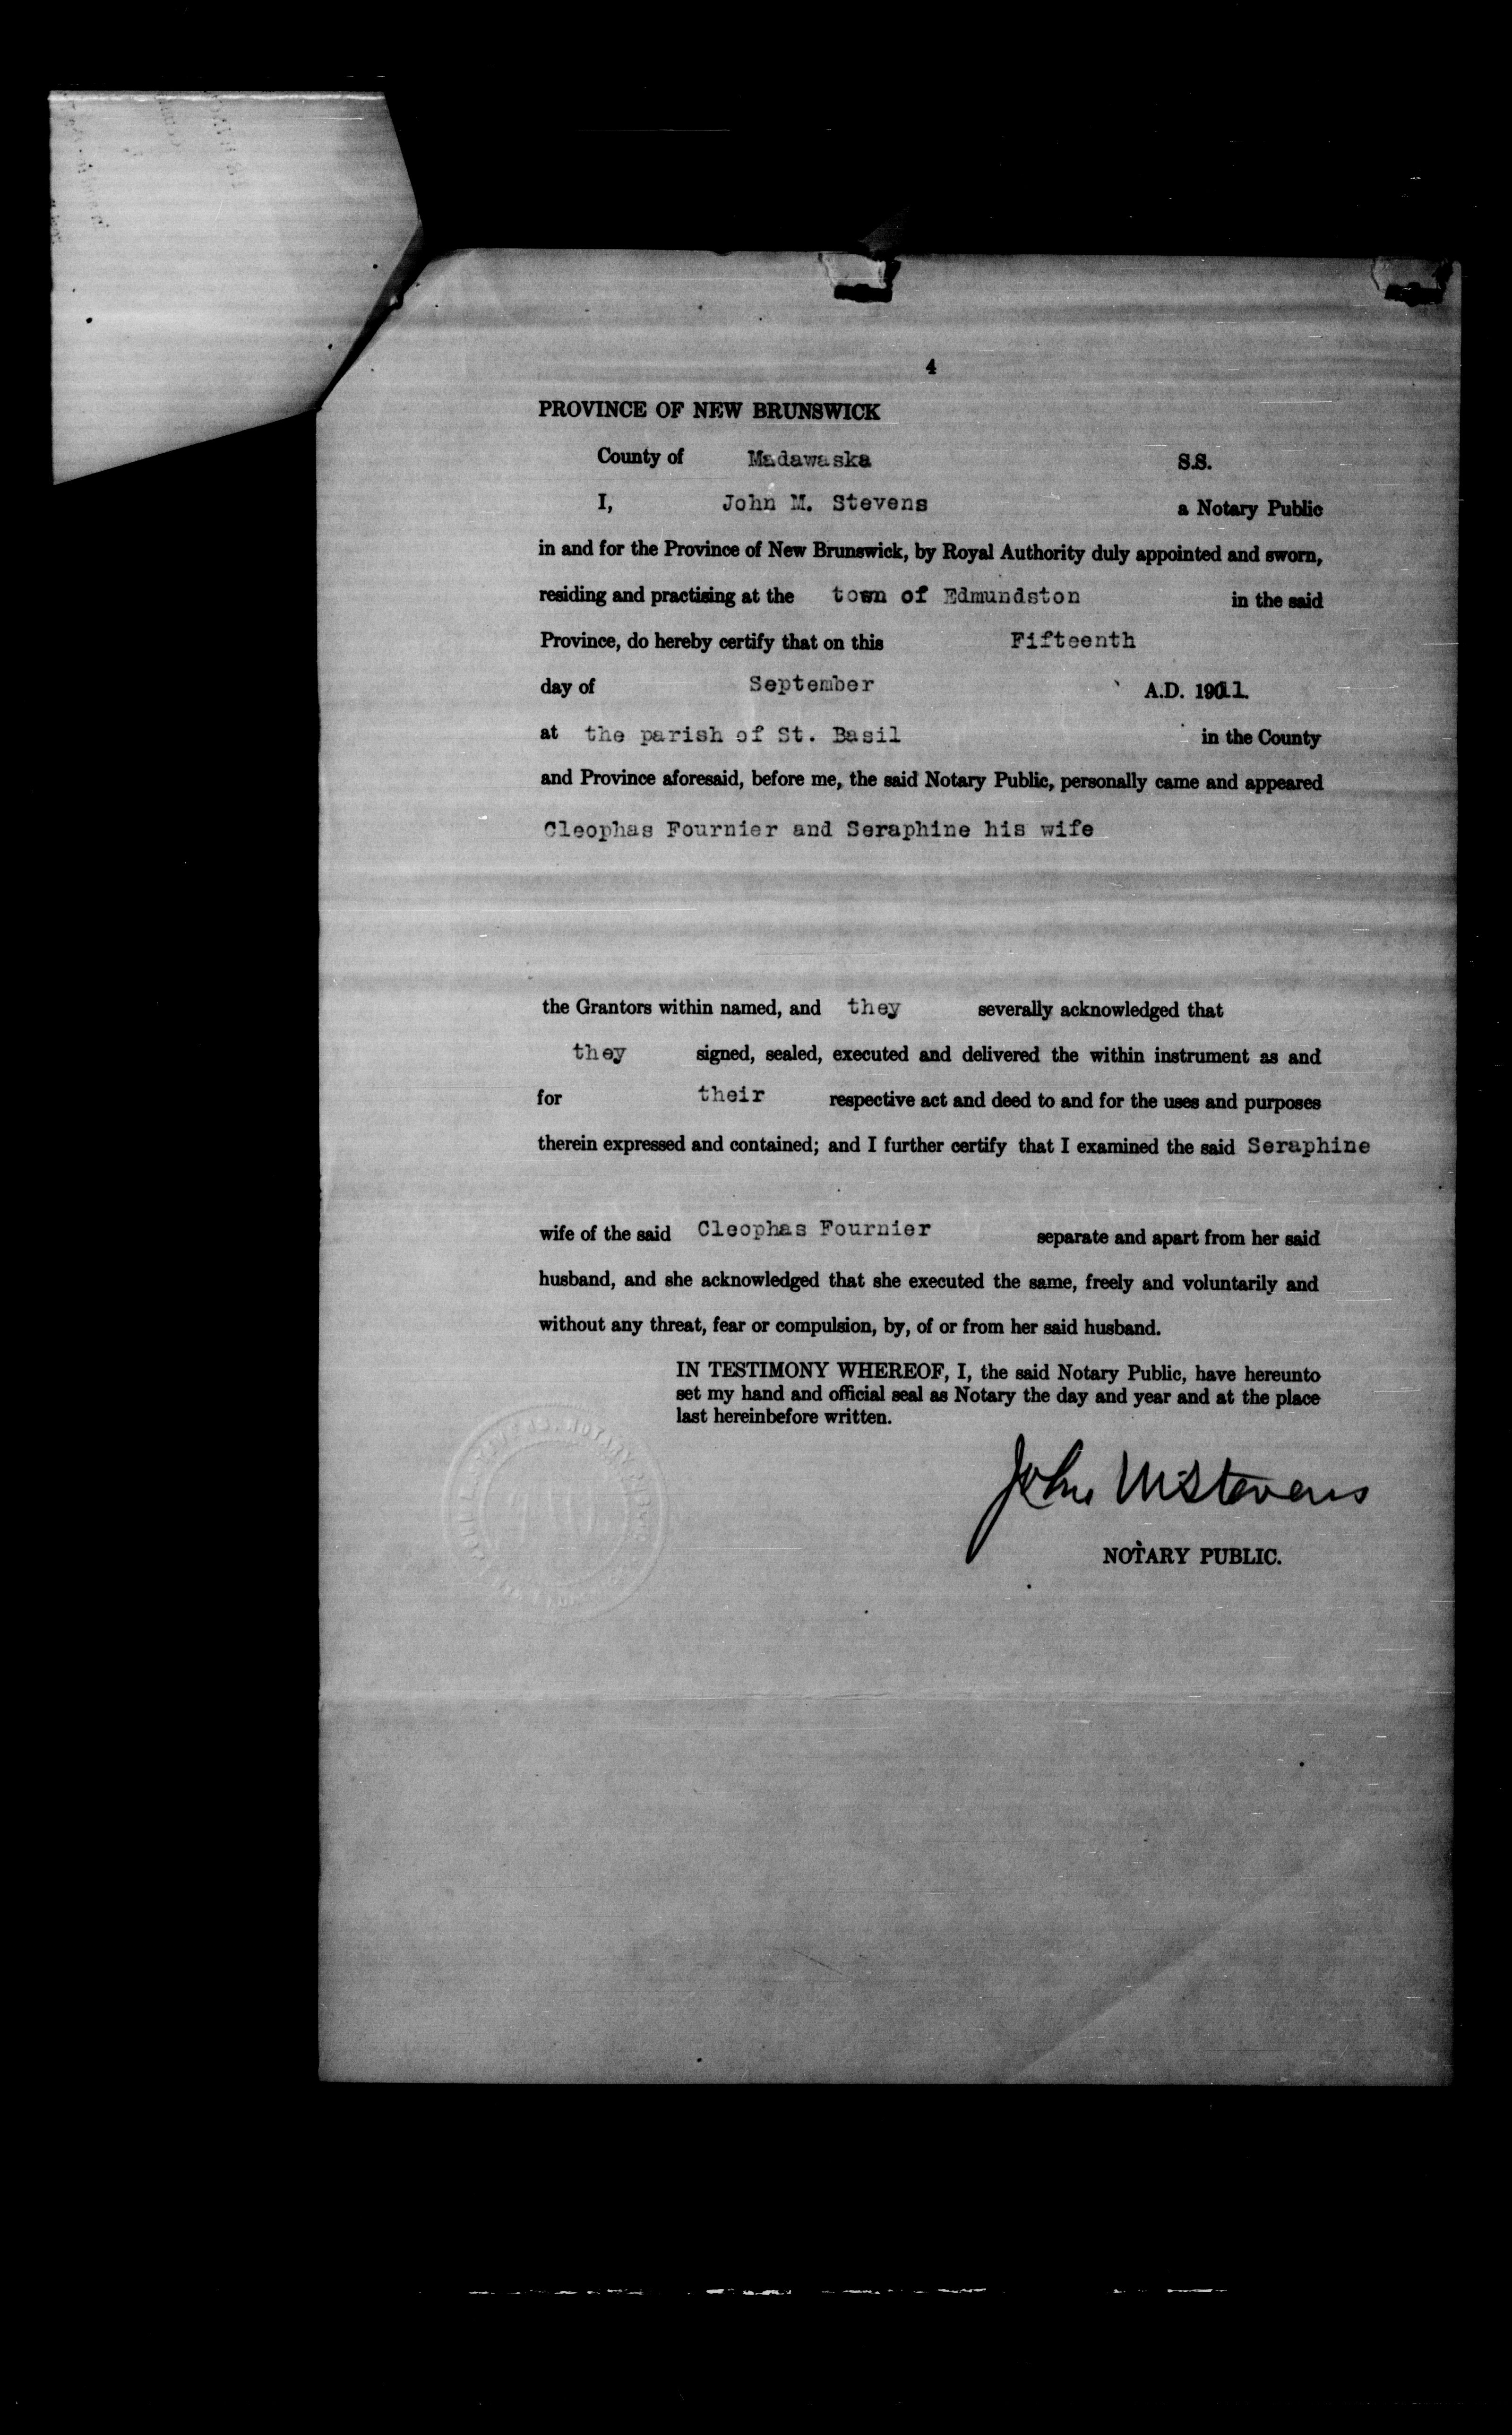 4
PROVINCE OF NEW BRUNSWICK
County of Madawaska S.S.
I, John M. Stevens a Notary Public
in and for the Province of New Brunswick, by Royal Authority duly appointed and sworn,
residing and practising at the town of Edmundston in the said
Province, do hereby certify that on this Fifteenth
day of September A.D. 1911.
at the parish of St. Basil in the County
and Province aforesaid, before me, the said Notary Public, personally came and appeared
Cleophas Fournier and Seraphine his wife
the Grantors within named, and they severally acknowledged that
they signed, sealed, executed and delivered the within instrument as and
for their respective act and deed to and for the uses and purposes
therein expressed and contained; and I further certify that I examined the said Seraphine
wife of the said Cleophas Fournier separate and apart from her said
husband, and she acknowledged that she executed the same, freely and voluntarily and
without any threat, fear or compulsion, by, of or from her said husband.
IN TESTIMONY WHEREOF, I, the said Notary Public, have hereunto
set my hand and official seal as Notary the day and year and at the place
last hereinbefore written.
John M Stevens
NOTARY PUBLIC.